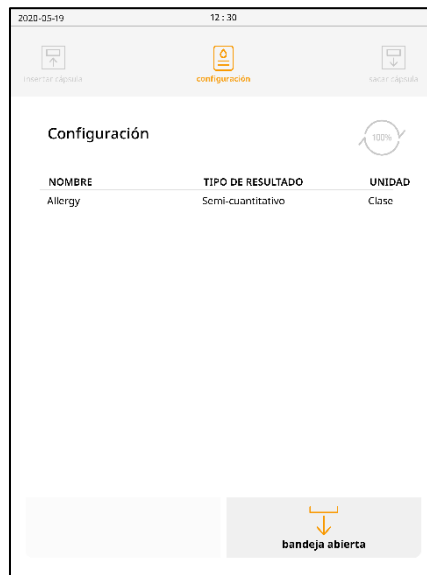 2020-05-19 12 : 30
insertar cápsula configuración sacar cápsula
Configuración 100%
NOMBRE TIPO DE RESULTADO UNIDAD
Allergy Semi-cuantitativo Clase
bandeja abierta